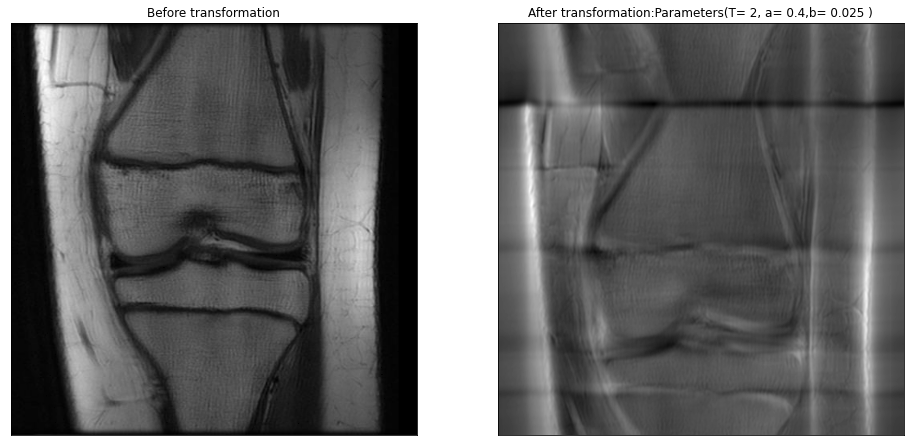 Before transformation
After transformation:Parameters(T= 2, a= 0.4,b= 0.025 )